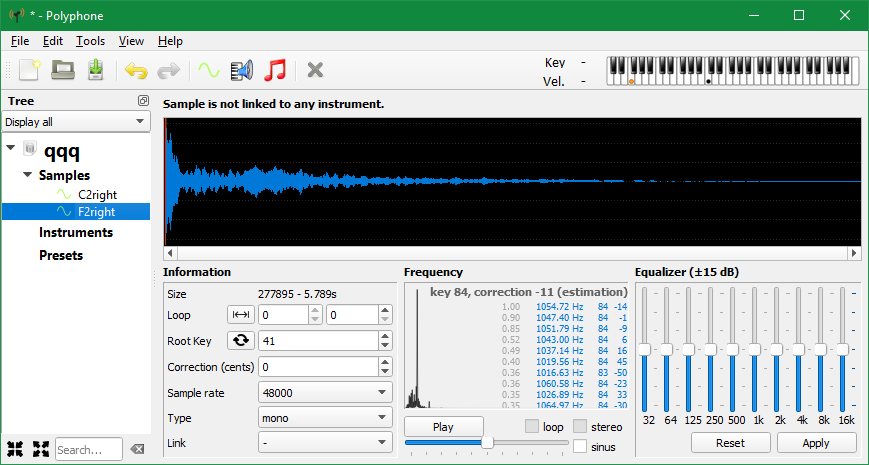 * - Polyphone
File Edit Tools View Help
Key -
Vel. -
Tree
Display all
qqq
Samples
C2right
F2right
Instruments
Presets
Search...
Sample is not linked to any instrument.
Information
Size 277895 - 5.789s
Loop 0 0
Root Key 41
Correction (cents) 0
Sample rate 48000
Type mono
Link -
Frequency
key 84, correction -11 (estimation)
1.00 1054.72 Hz 84 -14
0.90 1047.40 Hz 84 -1
0.85 1051.79 Hz 84 -9
0.52 1043.00 Hz 84 6
0.49 1037.14 Hz 84 16
0.40 1019.56 Hz 84 45
0.36 1016.63 Hz 83 -50
0.36 1060.58 Hz 84 -23
0.35 1026.89 Hz 84 33
0.35 1064.97 Hz 84 -30
Play
loop stereo
sinus
Equalizer (±15 dB)
32 64 125 250 500 1k 2k 4k 8k 16k
Reset Apply